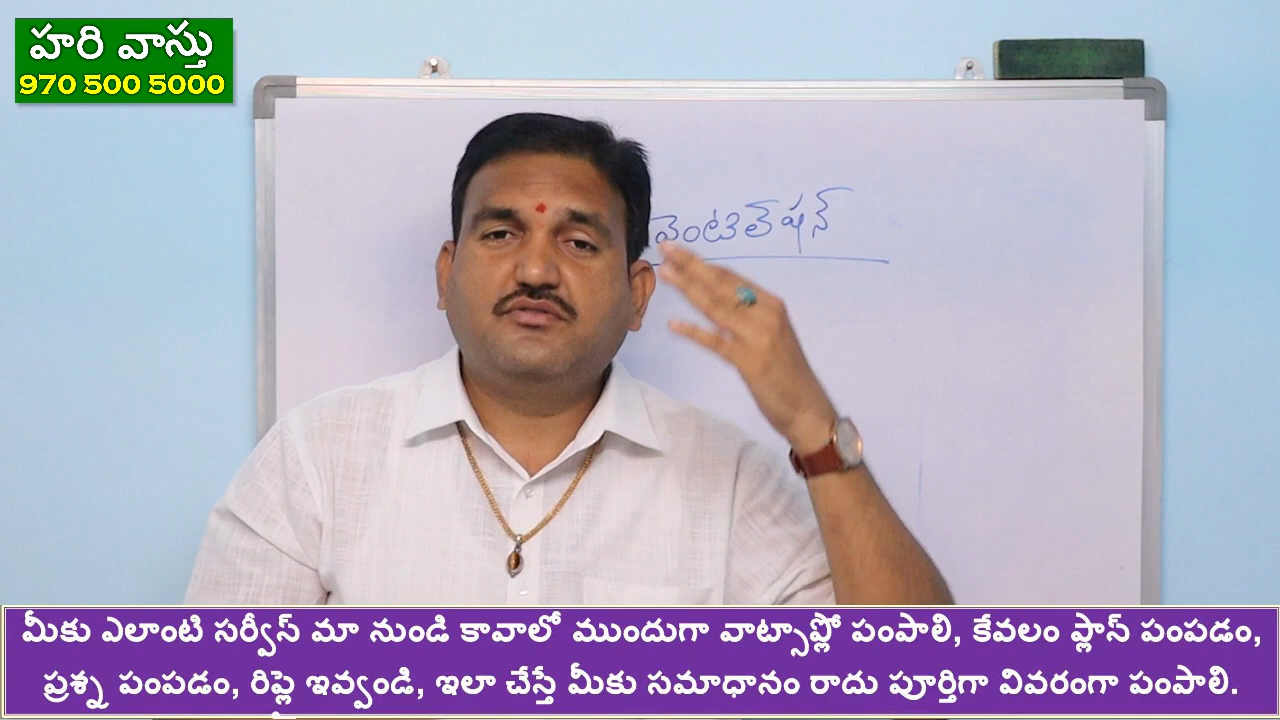 హరి వాస్తు
970 500 5000
వెంటిలేషన్
మీకు ఎలాంటి సర్వీస్ మా నుండి కావాలో ముందుగా వాట్సాప్లో పంపాలి, కేవలం ప్లాన్ పంపడం,
ప్రశ్న పంపడం, రిప్లై ఇవ్వండి, ఇలా చేస్తే మీకు సమాధానం రాదు పూర్తిగా వివరంగా పంపాలి.